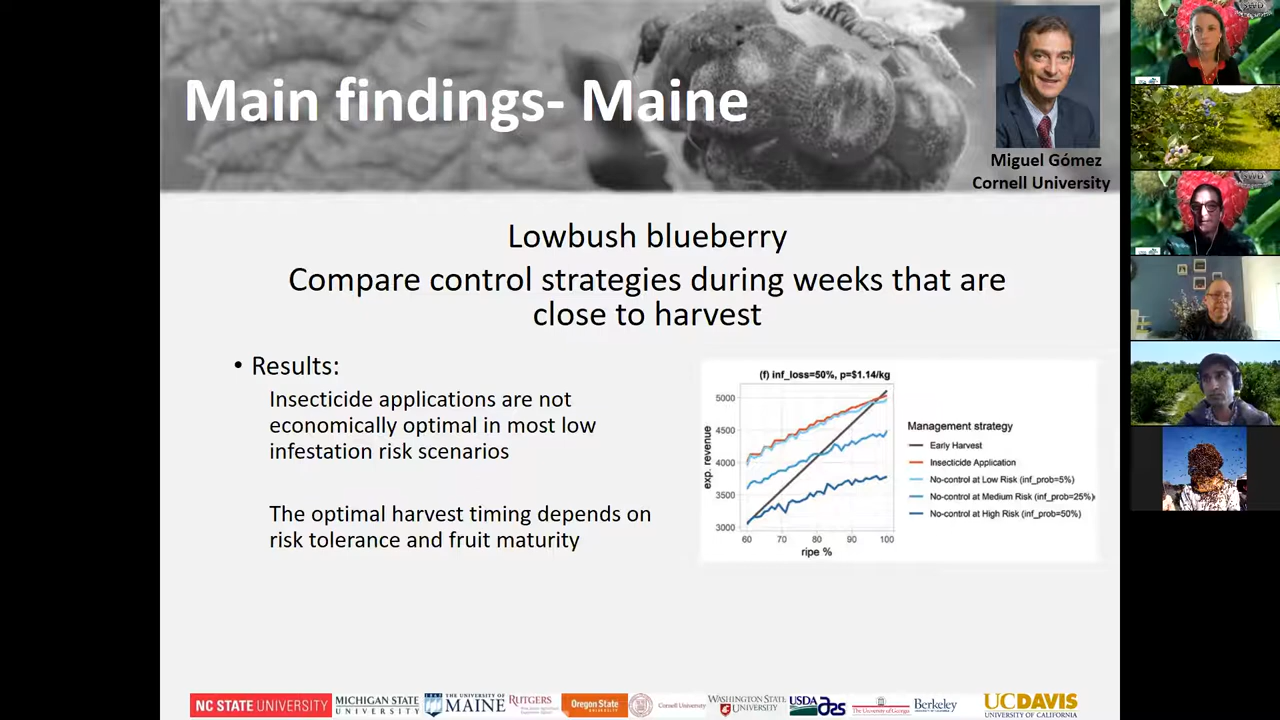 Main findings- Maine
Miguel Gómez
Cornell University
Lowbush blueberry
Compare control strategies during weeks that are
close to harvest
• Results:
Insecticide applications are not
economically optimal in most low
infestation risk scenarios
The optimal harvest timing depends on
risk tolerance and fruit maturity
(f) inf_loss=50%, p=$1.14/kg
exp. revenue
5000
4500
4000
3500
3000
60 70 80 90 100
ripe %
Management strategy
Early Harvest
Insecticide Application
No-control at Low Risk (inf_prob=5%)
No-control at Medium Risk (inf_prob=25%)
No-control at High Risk (inf_prob=50%)
NC STATE UNIVERSITY
MICHIGAN STATE
UNIVERSITY
THE UNIVERSITY OF
MAINE
RUTGERS
Oregon State
Cornell University
WASHINGTON STATE
UNIVERSITY
USDA
ars
The University of Georgia
Berkeley
UCDAVIS
UNIVERSITY OF CALIFORNIA